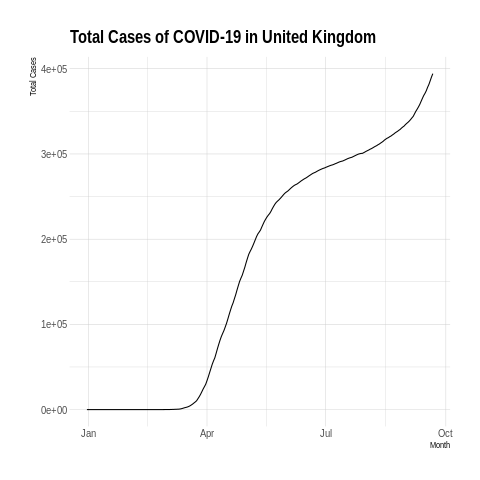 Total Cases of COVID-19 in United Kingdom
Total Cases
4e+05
3e+05
2e+05
1e+05
0e+00
Jan Apr Jul Oct
Month